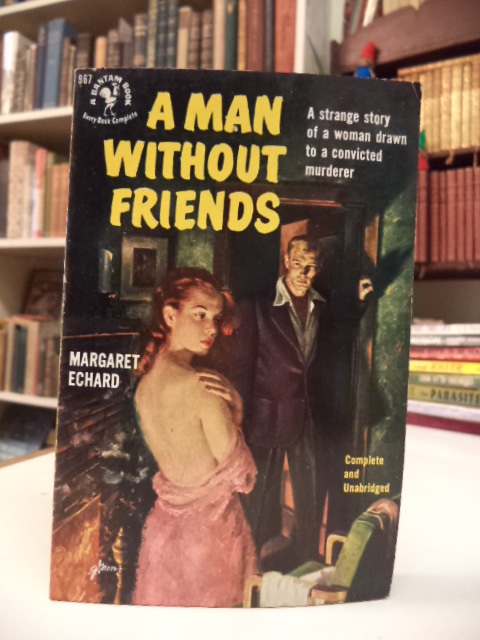 967
A BANTAM BOOK
Every Book Complete
A MAN
WITHOUT
FRIENDS
A strange story
of a woman drawn
to a convicted
murderer
MARGARET
ECHARD
Complete
and
Unabridged
PARASITE